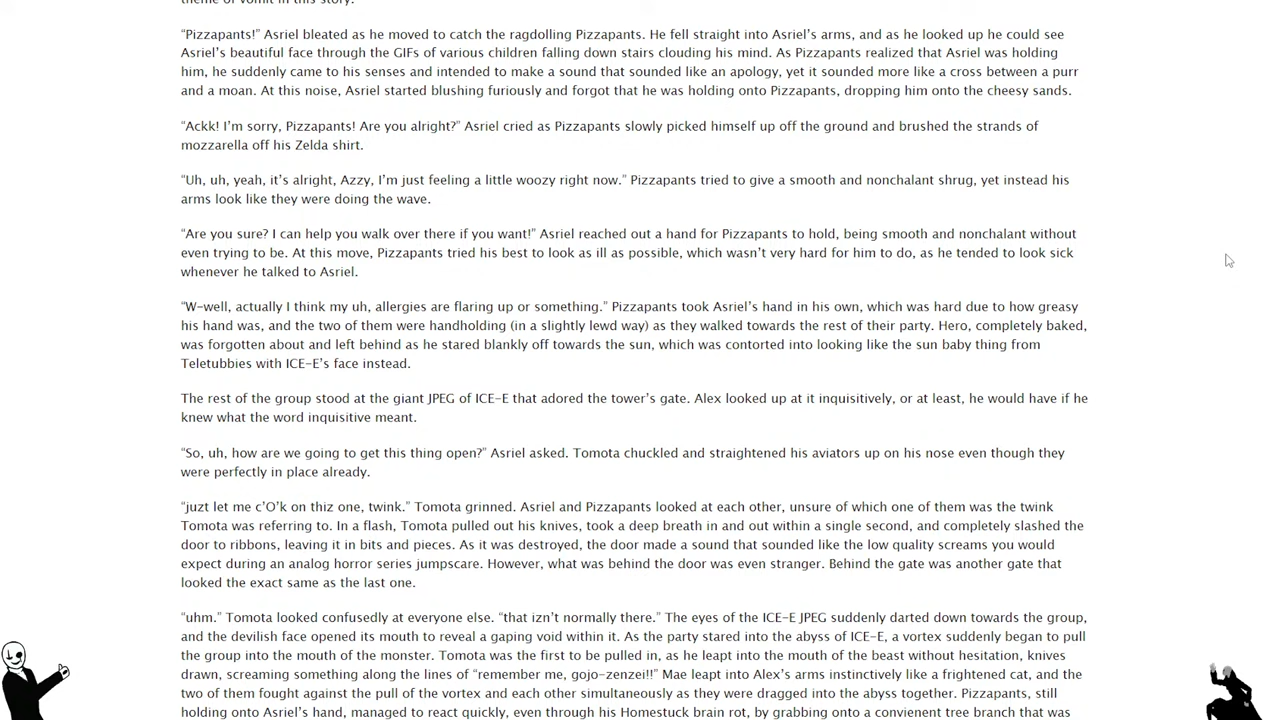 theme of vomit in this story.
“Pizzapants!” Asriel bleated as he moved to catch the ragdolling Pizzapants. He fell straight into Asriel’s arms, and as he looked up he could see
Asriel’s beautiful face through the GIFs of various children falling down stairs clouding his mind. As Pizzapants realized that Asriel was holding
him, he suddenly came to his senses and intended to make a sound that sounded like an apology, yet it sounded more like a cross between a purr
and a moan. At this noise, Asriel started blushing furiously and forgot that he was holding onto Pizzapants, dropping him onto the cheesy sands.
“Ackk! I’m sorry, Pizzapants! Are you alright?” Asriel cried as Pizzapants slowly picked himself up off the ground and brushed the strands of
mozzarella off his Zelda shirt.
“Uh, uh, yeah, it’s alright, Azzy, I’m just feeling a little woozy right now.” Pizzapants tried to give a smooth and nonchalant shrug, yet instead his
arms look like they were doing the wave.
“Are you sure? I can help you walk over there if you want!” Asriel reached out a hand for Pizzapants to hold, being smooth and nonchalant without
even trying to be. At this move, Pizzapants tried his best to look as ill as possible, which wasn’t very hard for him to do, as he tended to look sick
whenever he talked to Asriel.
“W-well, actually I think my uh, allergies are flaring up or something.” Pizzapants took Asriel’s hand in his own, which was hard due to how greasy
his hand was, and the two of them were handholding (in a slightly lewd way) as they walked towards the rest of their party. Hero, completely baked,
was forgotten about and left behind as he stared blankly off towards the sun, which was contorted into looking like the sun baby thing from
Teletubbies with ICE-E’s face instead.
The rest of the group stood at the giant JPEG of ICE-E that adored the tower’s gate. Alex looked up at it inquisitively, or at least, he would have if he
knew what the word inquisitive meant.
“So, uh, how are we going to get this thing open?” Asriel asked. Tomota chuckled and straightened his aviators up on his nose even though they
were perfectly in place already.
“juzt let me c’O’k on thiz one, twink.” Tomota grinned. Asriel and Pizzapants looked at each other, unsure of which one of them was the twink
Tomota was referring to. In a flash, Tomota pulled out his knives, took a deep breath in and out within a single second, and completely slashed the
door to ribbons, leaving it in bits and pieces. As it was destroyed, the door made a sound that sounded like the low quality screams you would
expect during an analog horror series jumpscare. However, what was behind the door was even stranger. Behind the gate was another gate that
looked the exact same as the last one.
“uhm.” Tomota looked confusedly at everyone else. “that izn’t normally there.” The eyes of the ICE-E JPEG suddenly darted down towards the group,
and the devilish face opened its mouth to reveal a gaping void within it. As the party stared into the abyss of ICE-E, a vortex suddenly began to pull
the group into the mouth of the monster. Tomota was the first to be pulled in, as he leapt into the mouth of the beast without hesitation, knives
drawn, screaming something along the lines of “remember me, gojo-zenzei!!” Mae leapt into Alex’s arms instinctively like a frightened cat, and the
two of them fought against the pull of the vortex and each other simultaneously as they were dragged into the abyss together. Pizzapants, still
holding onto Asriel’s hand, managed to react quickly, even through his Homestuck brain rot, by grabbing onto a convienent tree branch that was